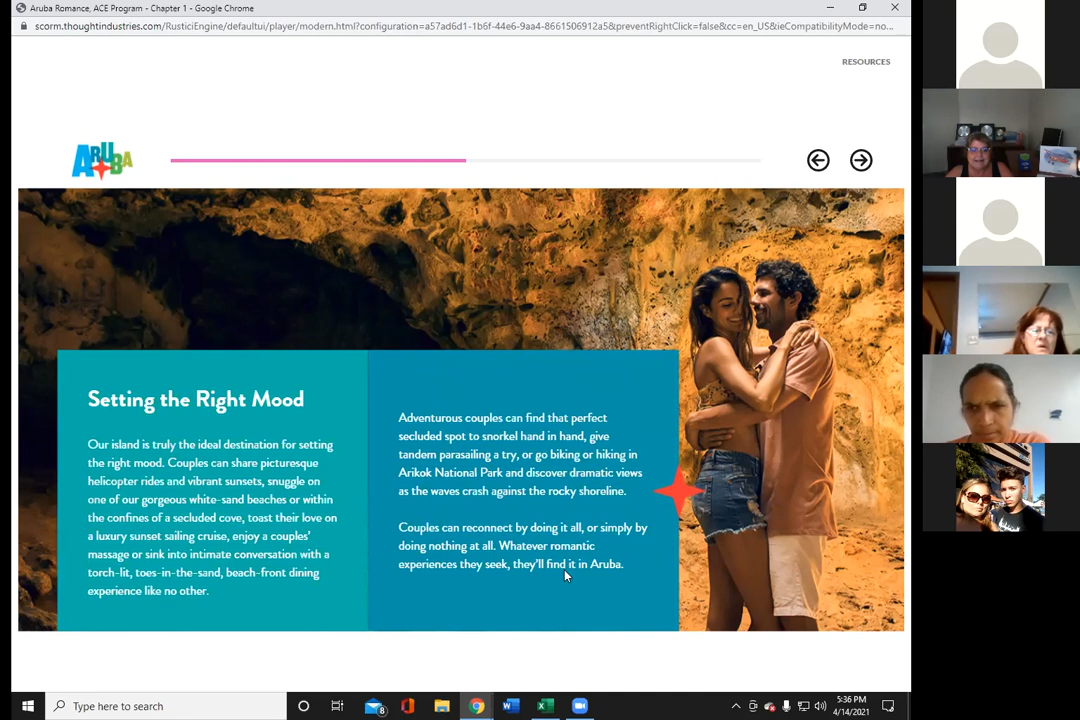 Aruba Romance, ACE Program - Chapter 1 - Google Chrome
scorm.thoughtindustries.com/RusticiEngine/defaultui/player/modern.html?configuration=a57ad6d1-1b6f-44e6-9aa4-8661506912a5&preventRightClick=false&cc=en_US&ieCompatibilityMode=no...
RESOURCES
ARUBA
Setting the Right Mood
Our island is truly the ideal destination for setting
the right mood. Couples can share picturesque
helicopter rides and vibrant sunsets, snuggle on
one of our gorgeous white-sand beaches or within
the confines of a secluded cove, toast their love on
a luxury sunset sailing cruise, enjoy a couples'
massage or sink into intimate conversation with a
torch-lit, toes-in-the-sand, beach-front dining
experience like no other.
Adventurous couples can find that perfect
secluded spot to snorkel hand in hand, give
tandem parasailing a try, or go biking or hiking in
Arikok National Park and discover dramatic views
as the waves crash against the rocky shoreline.
Couples can reconnect by doing it all, or simply by
doing nothing at all. Whatever romantic
experiences they seek, they'll find it in Aruba.
Type here to search
8
5:36 PM
4/14/2021